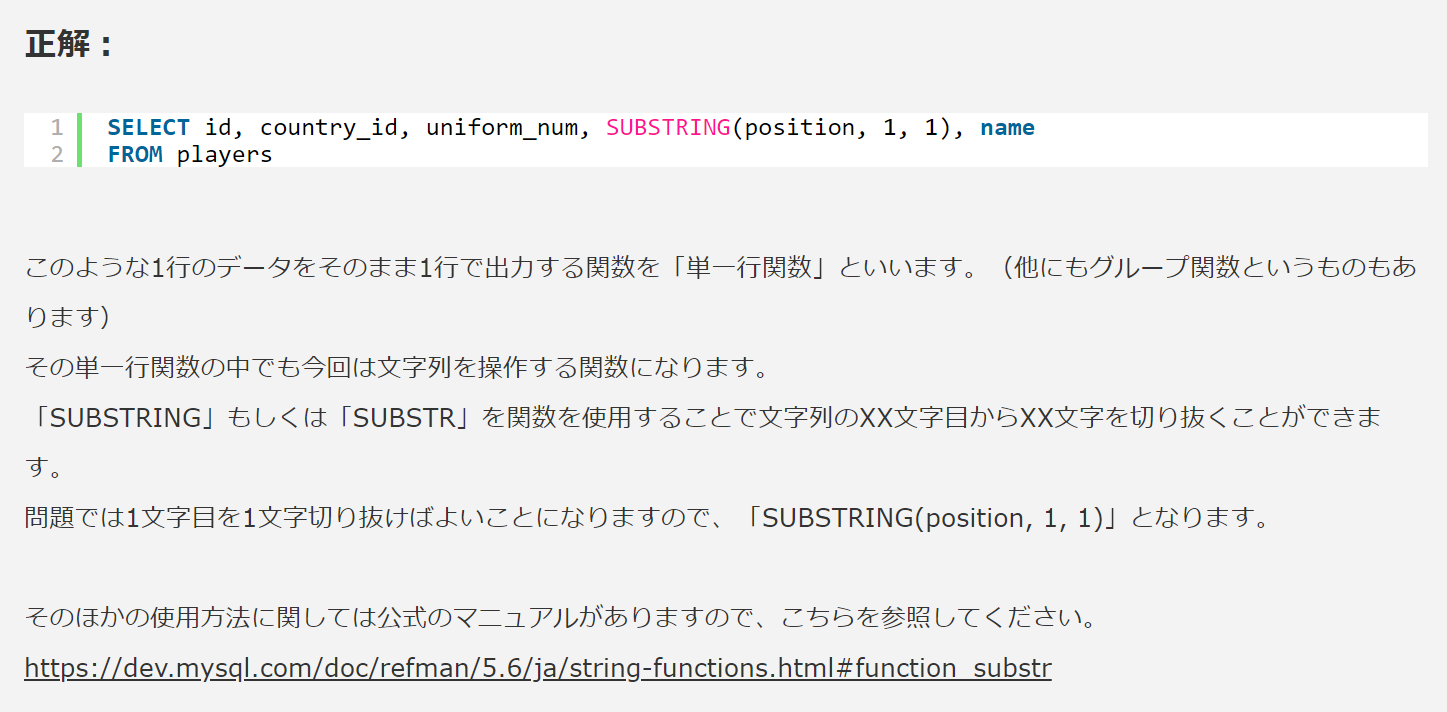 正解：
1 SELECT id, country_id, uniform_num, SUBSTRING(position, 1, 1), name
2 FROM players
このような1行のデータをそのまま1行で出力する関数を「単一行関数」といいます。（他にもグループ関数というものもあ
ります）
その単一行関数の中でも今回は文字列を操作する関数になります。
「SUBSTRING」もしくは「SUBSTR」を関数を使用することで文字列のXX文字目からXX文字を切り抜くことができま
す。
問題では1文字目を1文字切り抜けばよいことになりますので、「SUBSTRING(position, 1, 1)」となります。
そのほかの使用方法に関しては公式のマニュアルがありますので、こちらを参照してください。
https://dev.mysql.com/doc/refman/5.6/ja/string-functions.html#function_substr